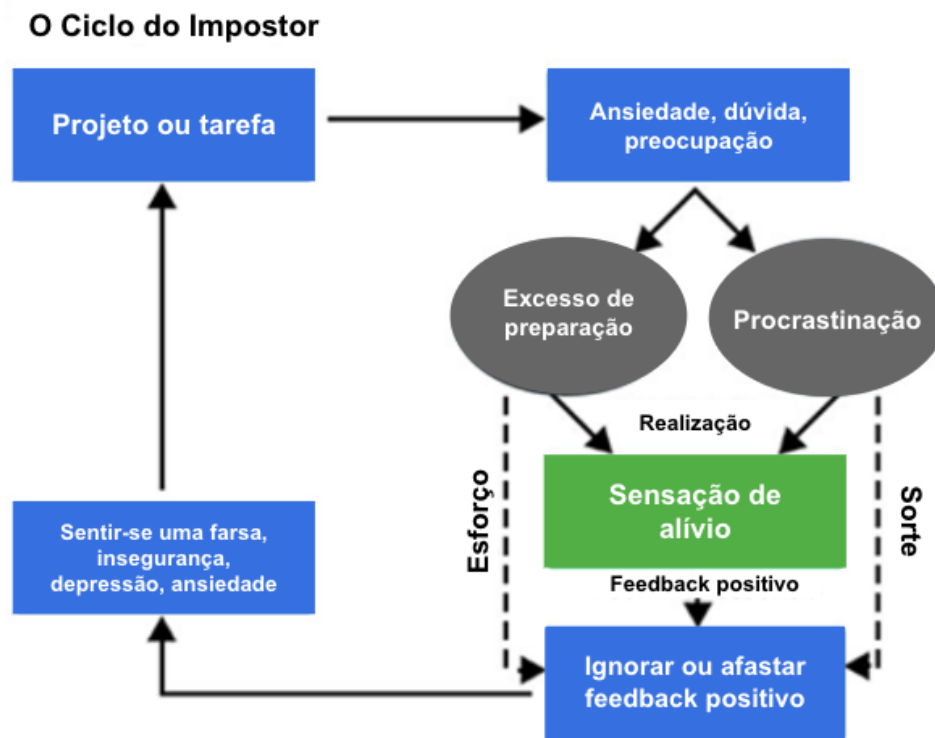 O Ciclo do Impostor
Projeto ou tarefa
Ansiedade, dúvida,
preocupação
Excesso de
preparação
Procrastinação
Realização
Esforço
Sorte
Sensação de
alívio
Feedback positivo
Ignorar ou afastar
feedback positivo
Sentir-se uma farsa,
insegurança,
depressão, ansiedade